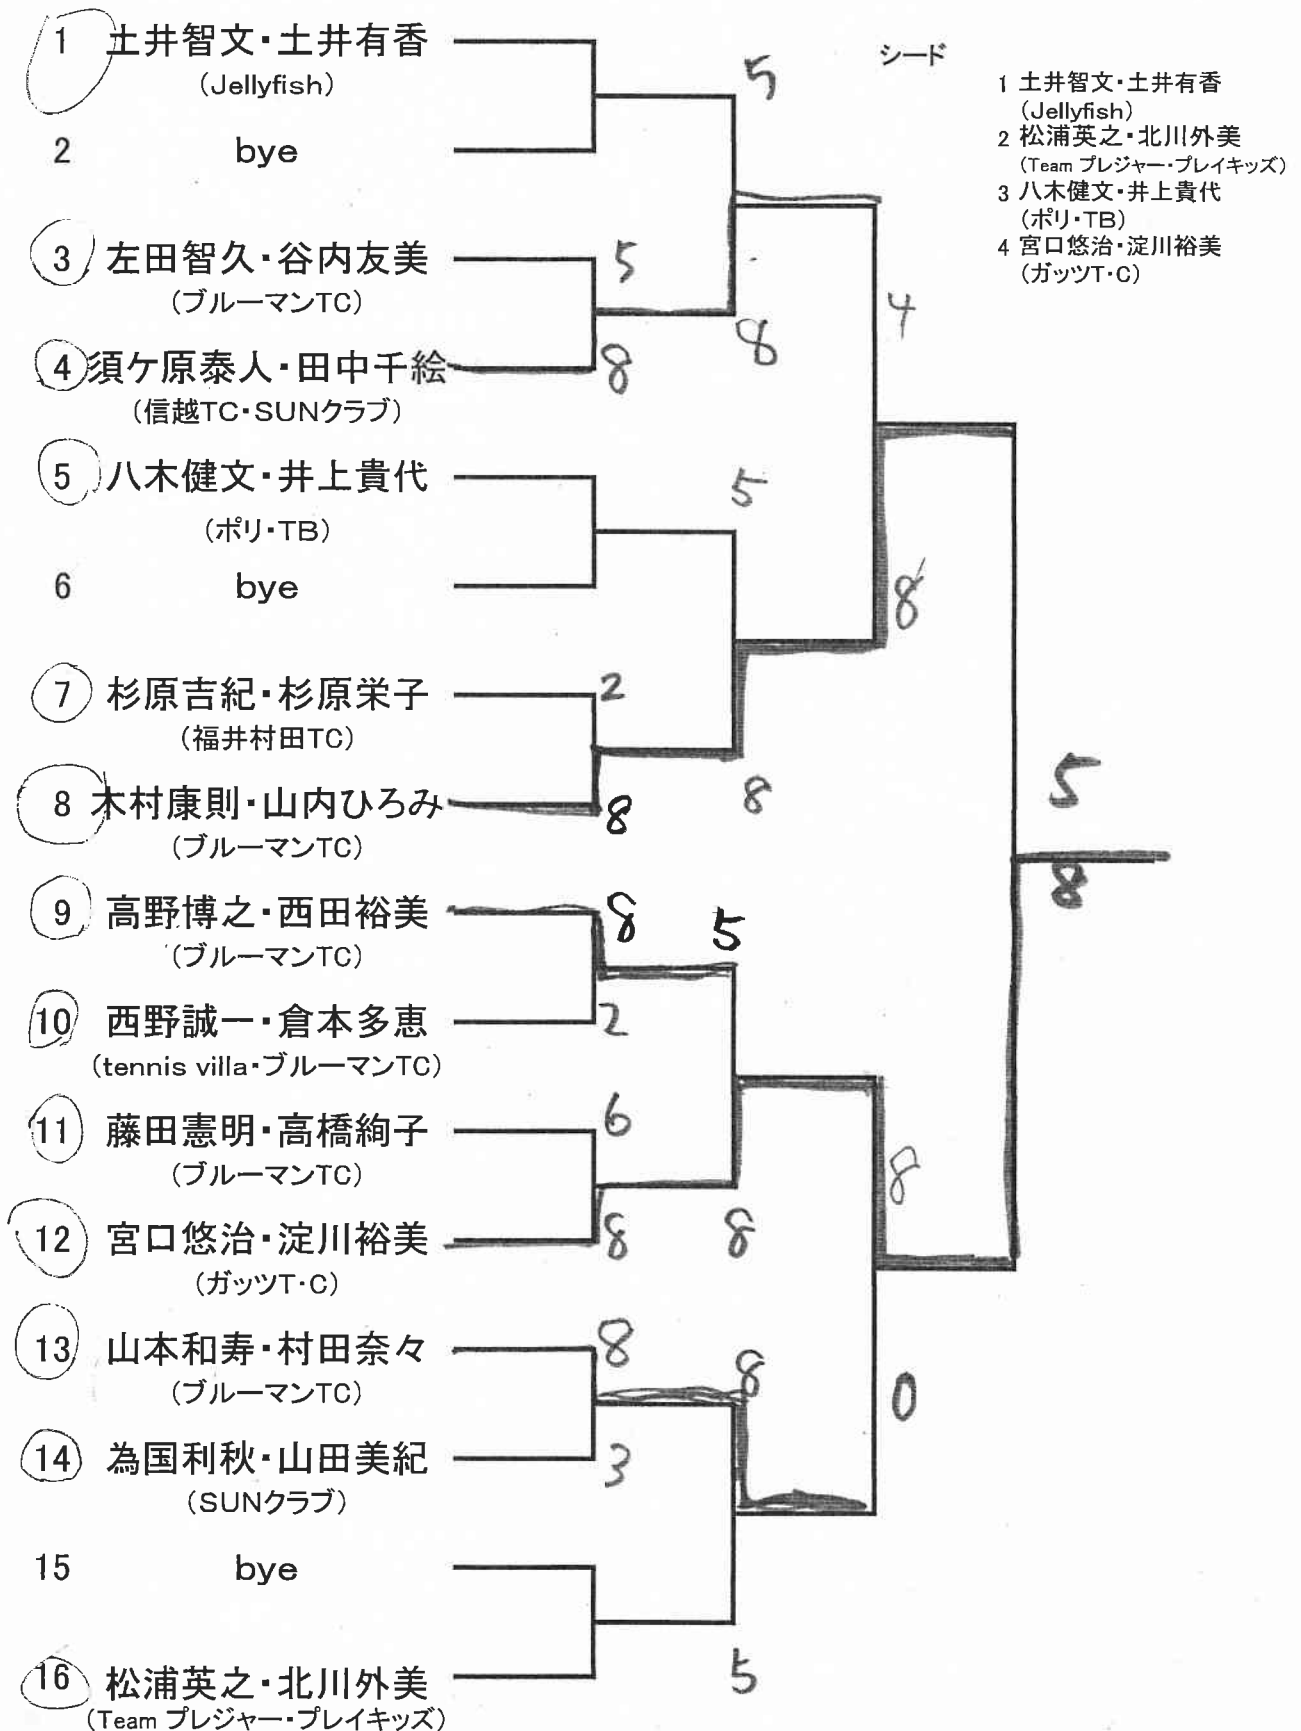 1 土井智文・土井有香
(Jellyfish)
2 bye
3 左田智久・谷内友美
(ブルーマンTC)
4 須ケ原泰人・田中千絵
(信越TC・SUNクラブ)
5 八木健文・井上貴代
(ポリ・TB)
6 bye
7 杉原吉紀・杉原栄子
(福井村田TC)
8 木村康則・山内ひろみ
(ブルーマンTC)
9 高野博之・西田裕美
(ブルーマンTC)
10 西野誠一・倉本多恵
(tennis villa・ブルーマンTC)
11 藤田憲明・高橋絢子
(ブルーマンTC)
12 宮口悠治・淀川裕美
(ガッツT・C)
13 山本和寿・村田奈々
(ブルーマンTC)
14 為国利秋・山田美紀
(SUNクラブ)
15 bye
16 松浦英之・北川外美
(Team プレジャー・プレイキッズ)
5
8
2
8
8
2
6
8
8
3
5
8
5
8
5
8
8
5
4
8
8
0
5
8
シード
1 土井智文・土井有香
(Jellyfish)
2 松浦英之・北川外美
(Team プレジャー・プレイキッズ)
3 八木健文・井上貴代
(ポリ・TB)
4 宮口悠治・淀川裕美
(ガッツT・C)